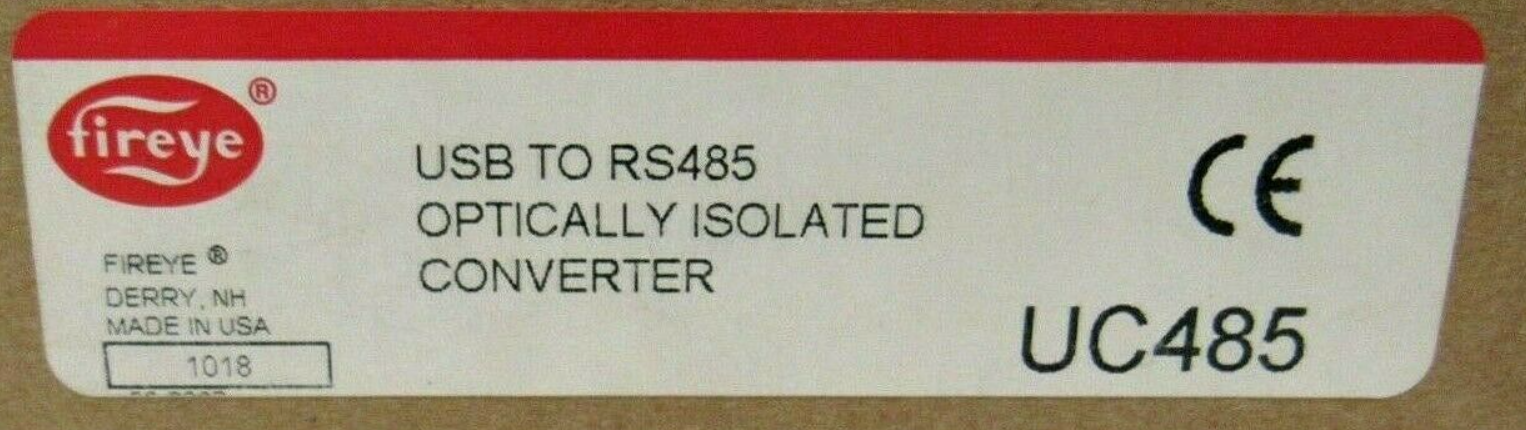 fireye®
USB TO RS485
OPTICALLY ISOLATED
CONVERTER
CE
UC485
FIREYE ®
DERRY, NH
MADE IN USA
1018